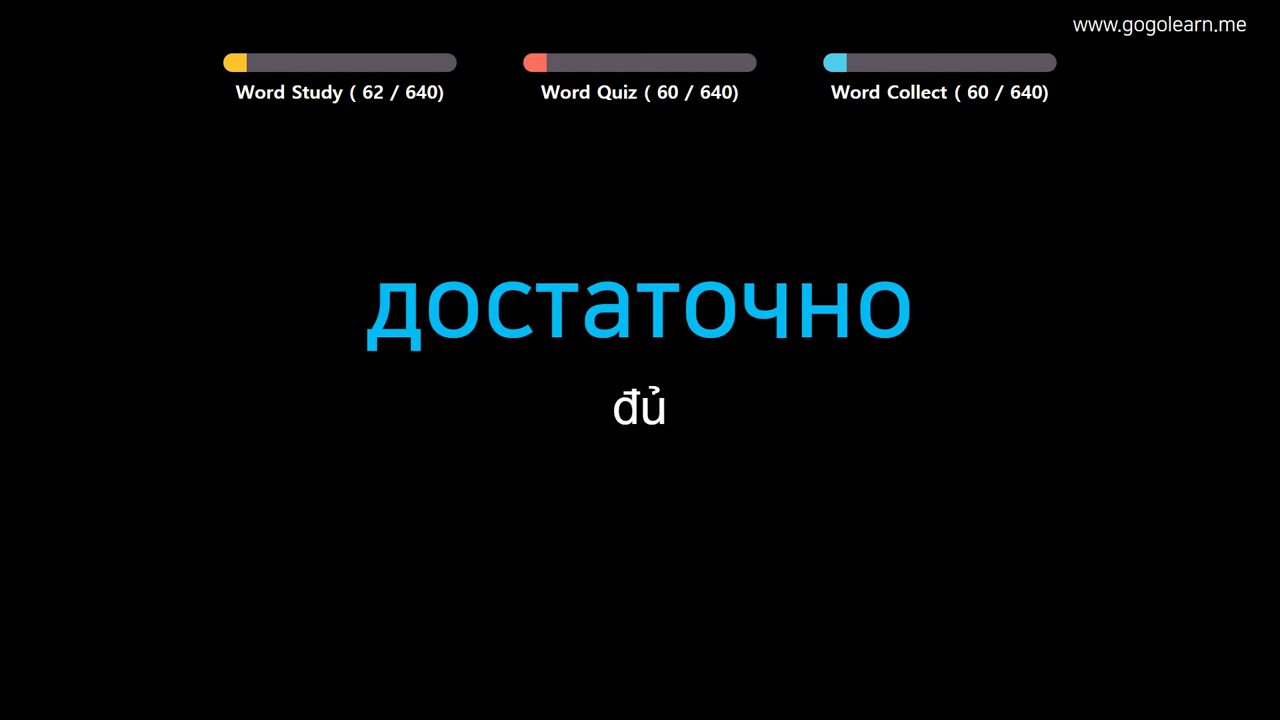 www.gogolearn.me
Word Study ( 62 / 640)
Word Quiz ( 60 / 640)
Word Collect ( 60 / 640)
достаточно
đủ